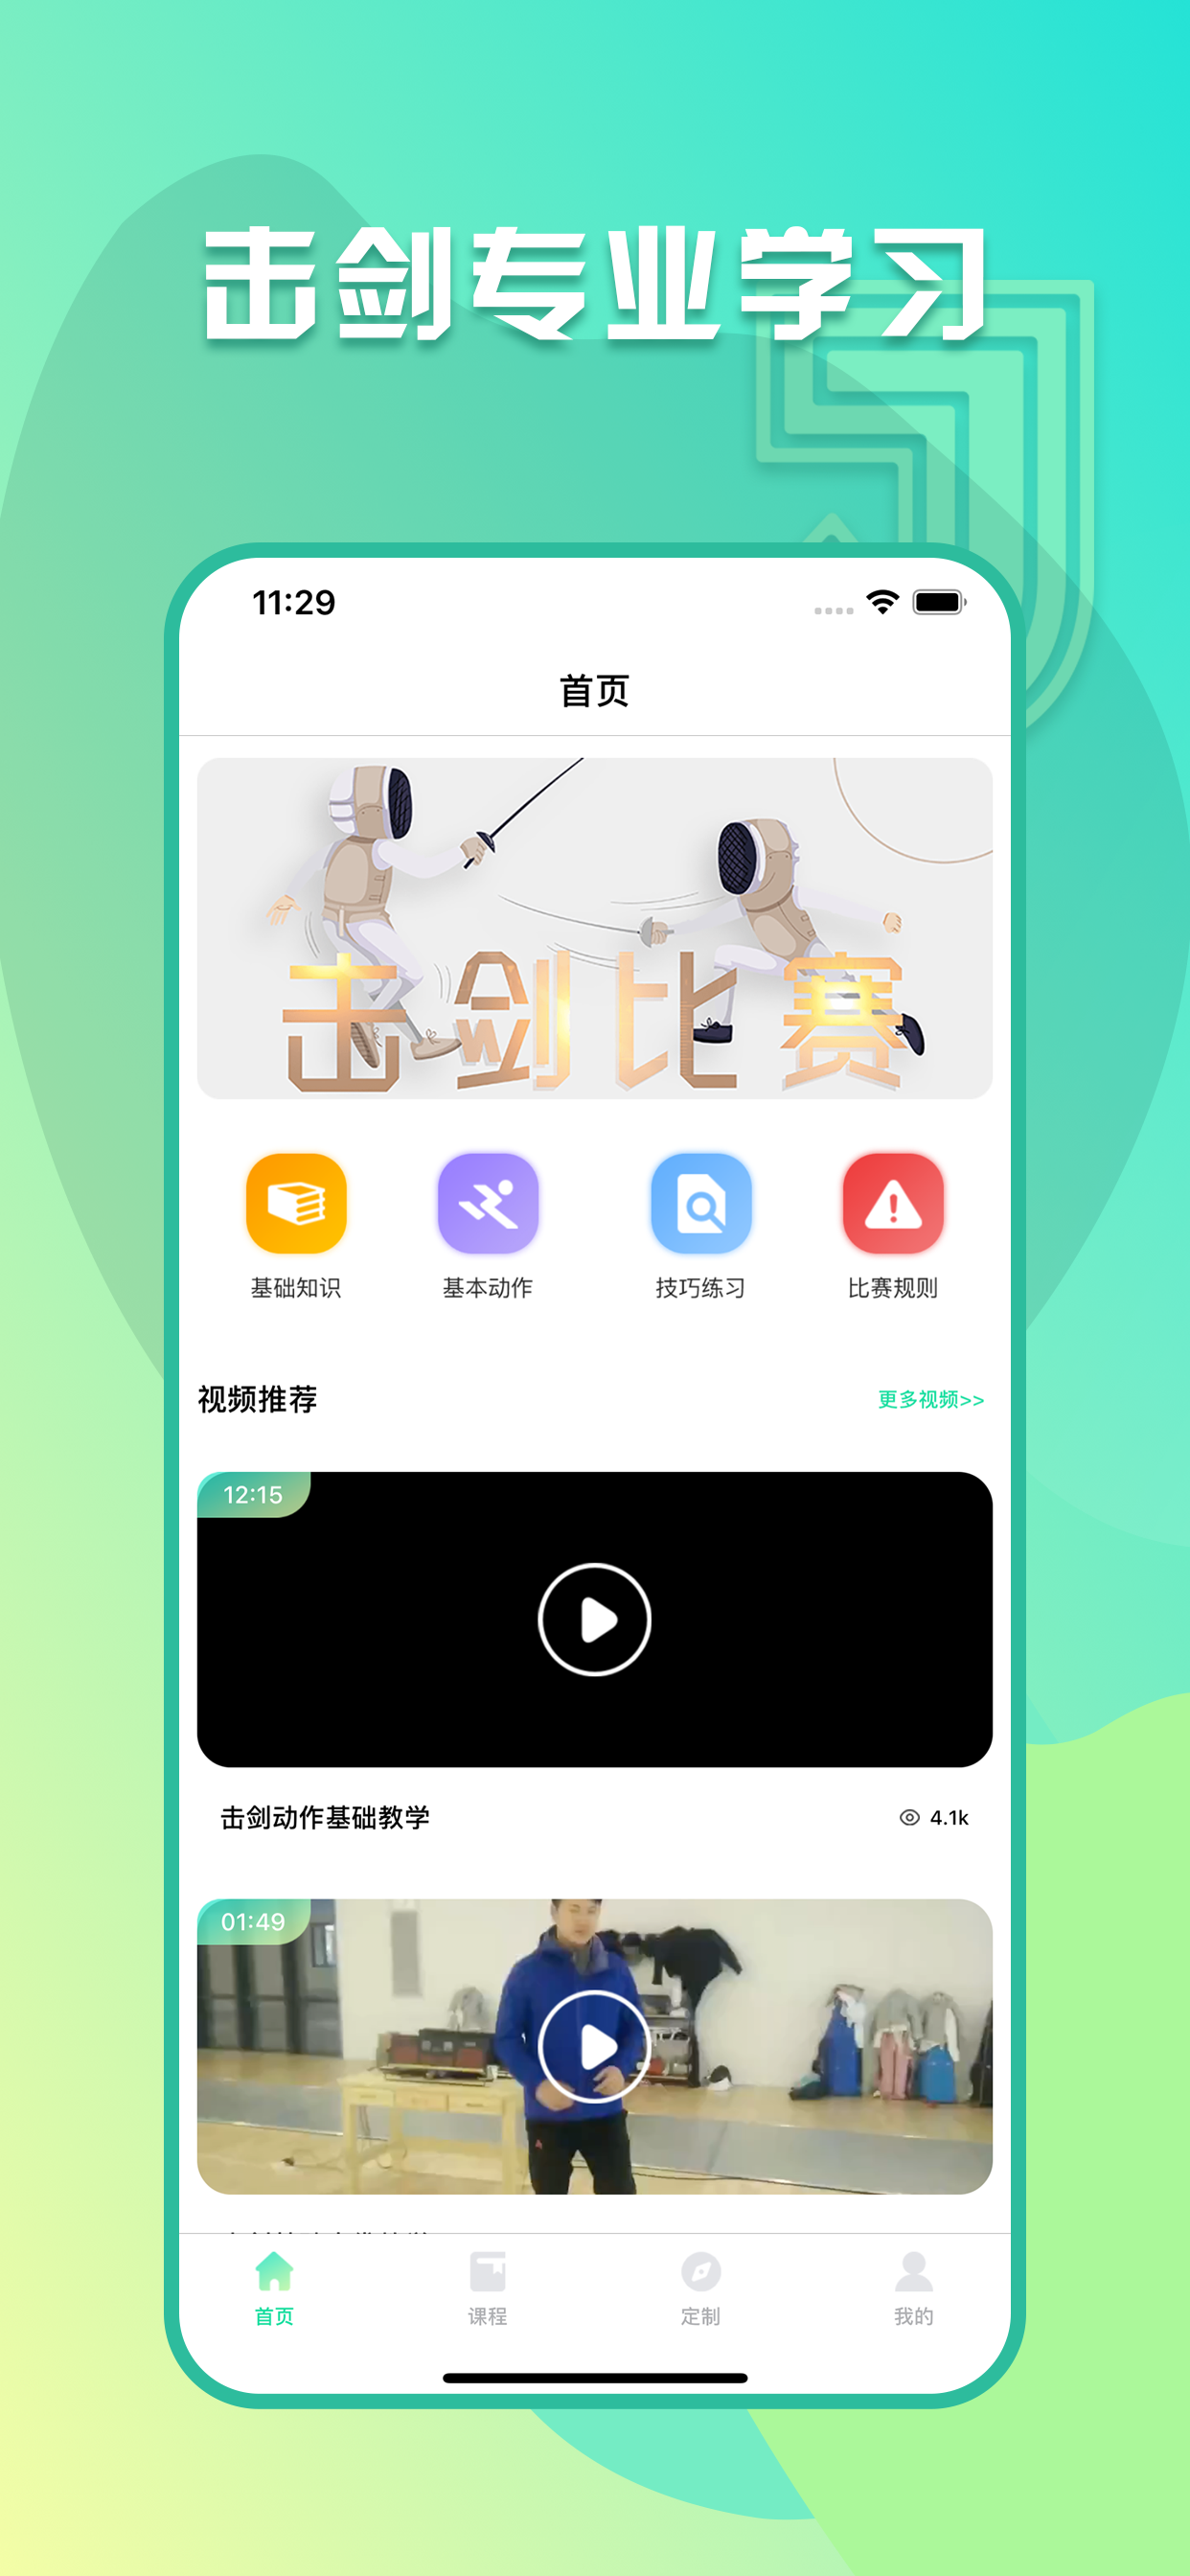 击剑专业学习
11:29
首页
击剑比赛
基础知识
基本动作
技巧练习
比赛规则
视频推荐
更多视频>>
12:15
击剑动作基础教学
4.1k
01:49
首页
课程
定制
我的